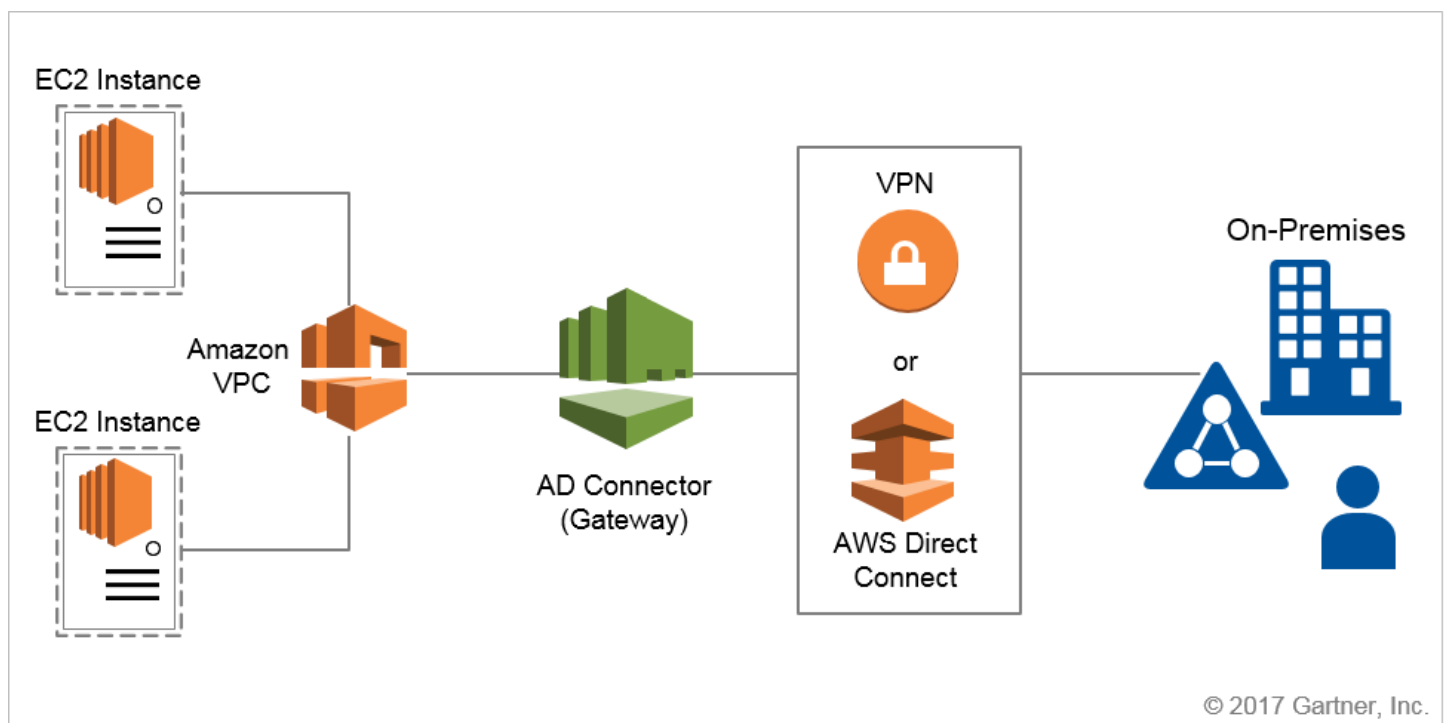 EC2 Instance
Amazon
VPC
EC2 Instance
AD Connector
(Gateway)
VPN
or
AWS Direct
Connect
On-Premises
© 2017 Gartner, Inc.